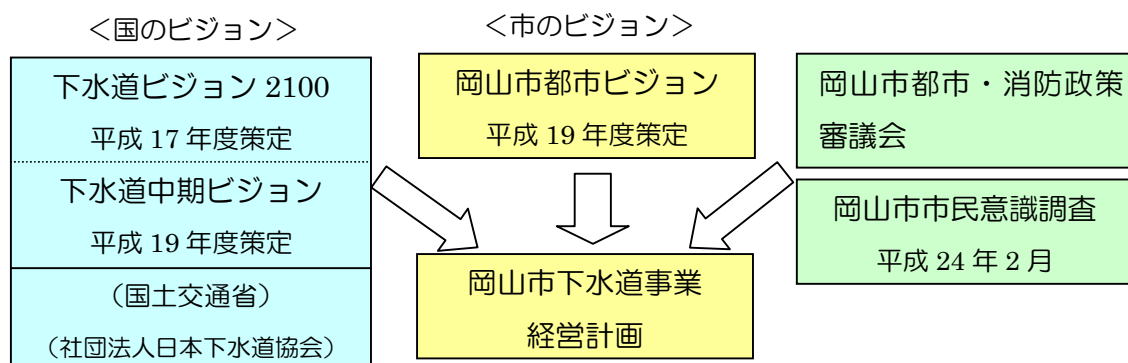 <国のビジョン>
下水道ビジョン 2100
平成 17 年度策定
下水道中期ビジョン
平成 19 年度策定
(国土交通省)
(社団法人日本下水道協会)
<市のビジョン>
岡山市都市ビジョン
平成 19 年度策定
岡山市下水道事業
経営計画
岡山市都市・消防政策
審議会
岡山市市民意識調査
平成 24 年 2 月